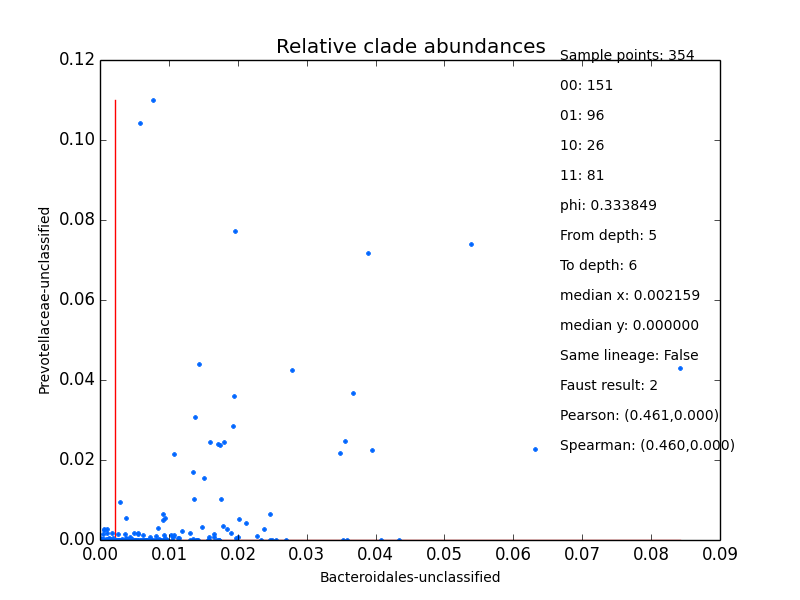 Relative clade abundances
Sample points: 354
00: 151
01: 96
10: 26
11: 81
phi: 0.333849
From depth: 5
To depth: 6
median x: 0.002159
median y: 0.000000
Same lineage: False
Faust result: 2
Pearson: (0.461,0.000)
Spearman: (0.460,0.000)
0.12
0.10
0.08
0.06
0.04
0.02
0.00
Prevotellaceae-unclassified
0.00 0.01 0.02 0.03 0.04 0.05 0.06 0.07 0.08 0.09
Bacteroidales-unclassified